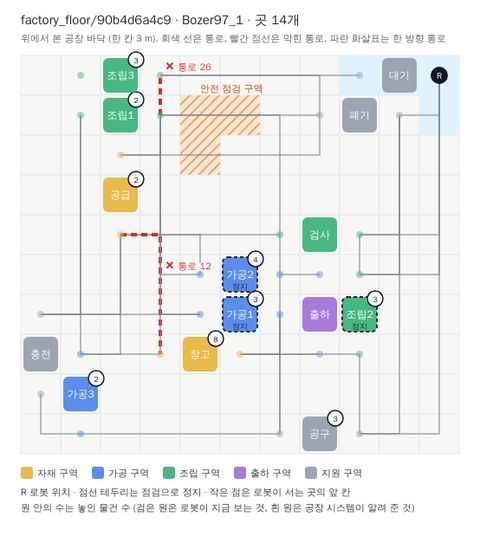 factory_floor/90b4d6a4c9 · Bozer97_1 · 곳 14개
위에서 본 공장 바닥 (한 칸 3 m). 회색 선은 통로, 빨간 점선은 막힌 통로, 파란 화살표는 한 방향 통로
조립3 3
× 통로 26
대기
R
안전 점검 구역
조립1 2
폐기
공급 2
검사
× 통로 12
가공2 4
정지
가공1 3
정지
출하
조립2 3
정지
충전
창고 8
가공3 2
공구 3
자재 구역 가공 구역 조립 구역 출하 구역 지원 구역
R 로봇 위치 · 점선 테두리는 점검으로 정지 · 작은 점은 로봇이 서는 곳의 앞 칸
원 안의 수는 놓인 물건 수 (검은 원은 로봇이 지금 보는 것, 흰 원은 공장 시스템이 알려 준 것)